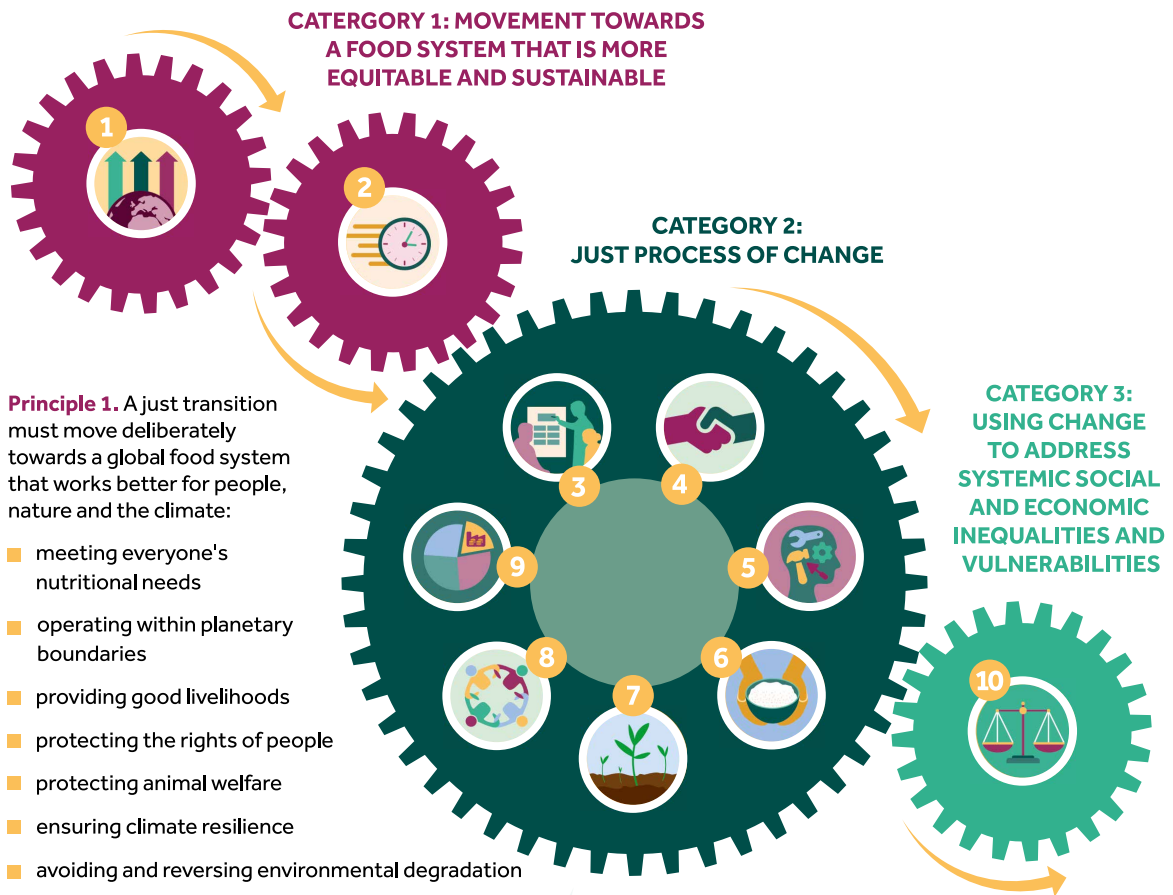 CATERGORY 1: MOVEMENT TOWARDS
A FOOD SYSTEM THAT IS MORE
EQUITABLE AND SUSTAINABLE
1
2
CATEGORY 2:
JUST PROCESS OF CHANGE
Principle 1. A just transition
must move deliberately
towards a global food system
that works better for people,
nature and the climate:
meeting everyone's
nutritional needs
operating within planetary
boundaries
providing good livelihoods
protecting the rights of people
protecting animal welfare
ensuring climate resilience
avoiding and reversing environmental degradation
3
4
5
6
7
8
9
CATEGORY 3:
USING CHANGE
TO ADDRESS
SYSTEMIC SOCIAL
AND ECONOMIC
INEQUALITIES AND
VULNERABILITIES
10